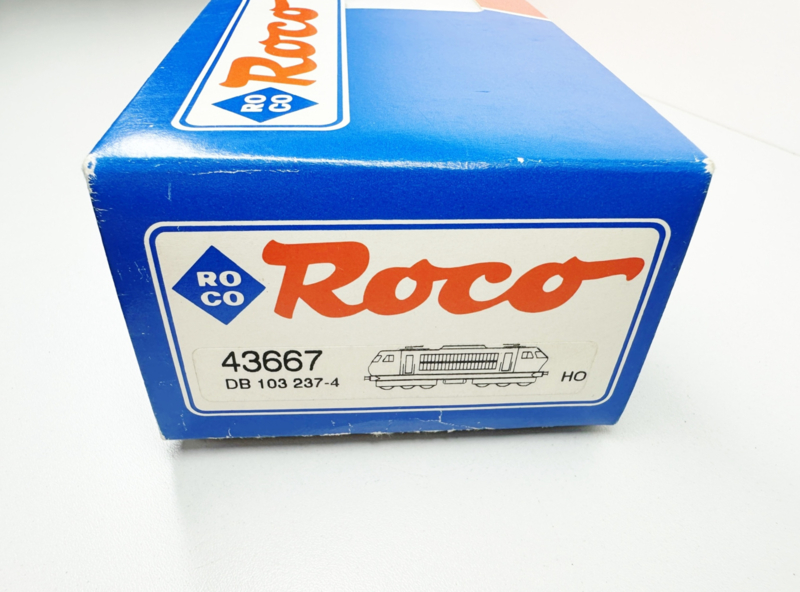 Roco
RO
CO
RO
CO
Roco
43667
DB 103 237-4
HO